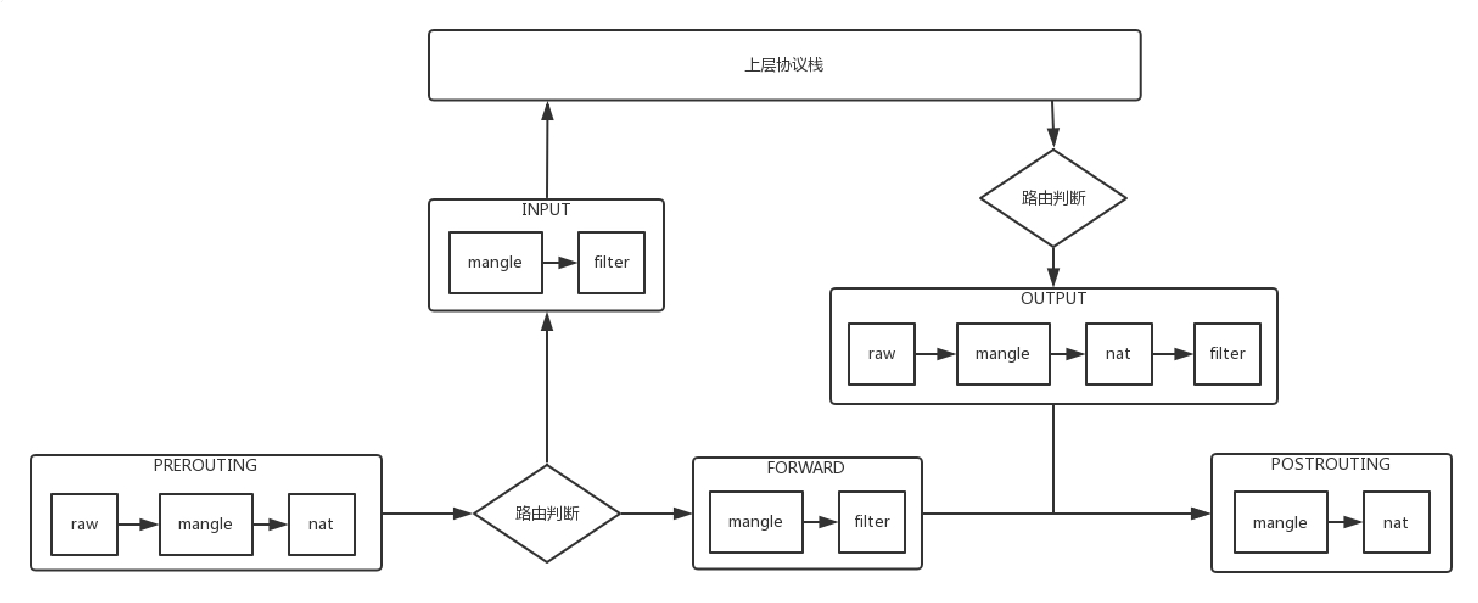 上层协议栈
路由判断
INPUT
mangle
filter
OUTPUT
raw
mangle
nat
filter
PREROUTING
raw
mangle
nat
路由判断
FORWARD
mangle
filter
POSTROUTING
mangle
nat